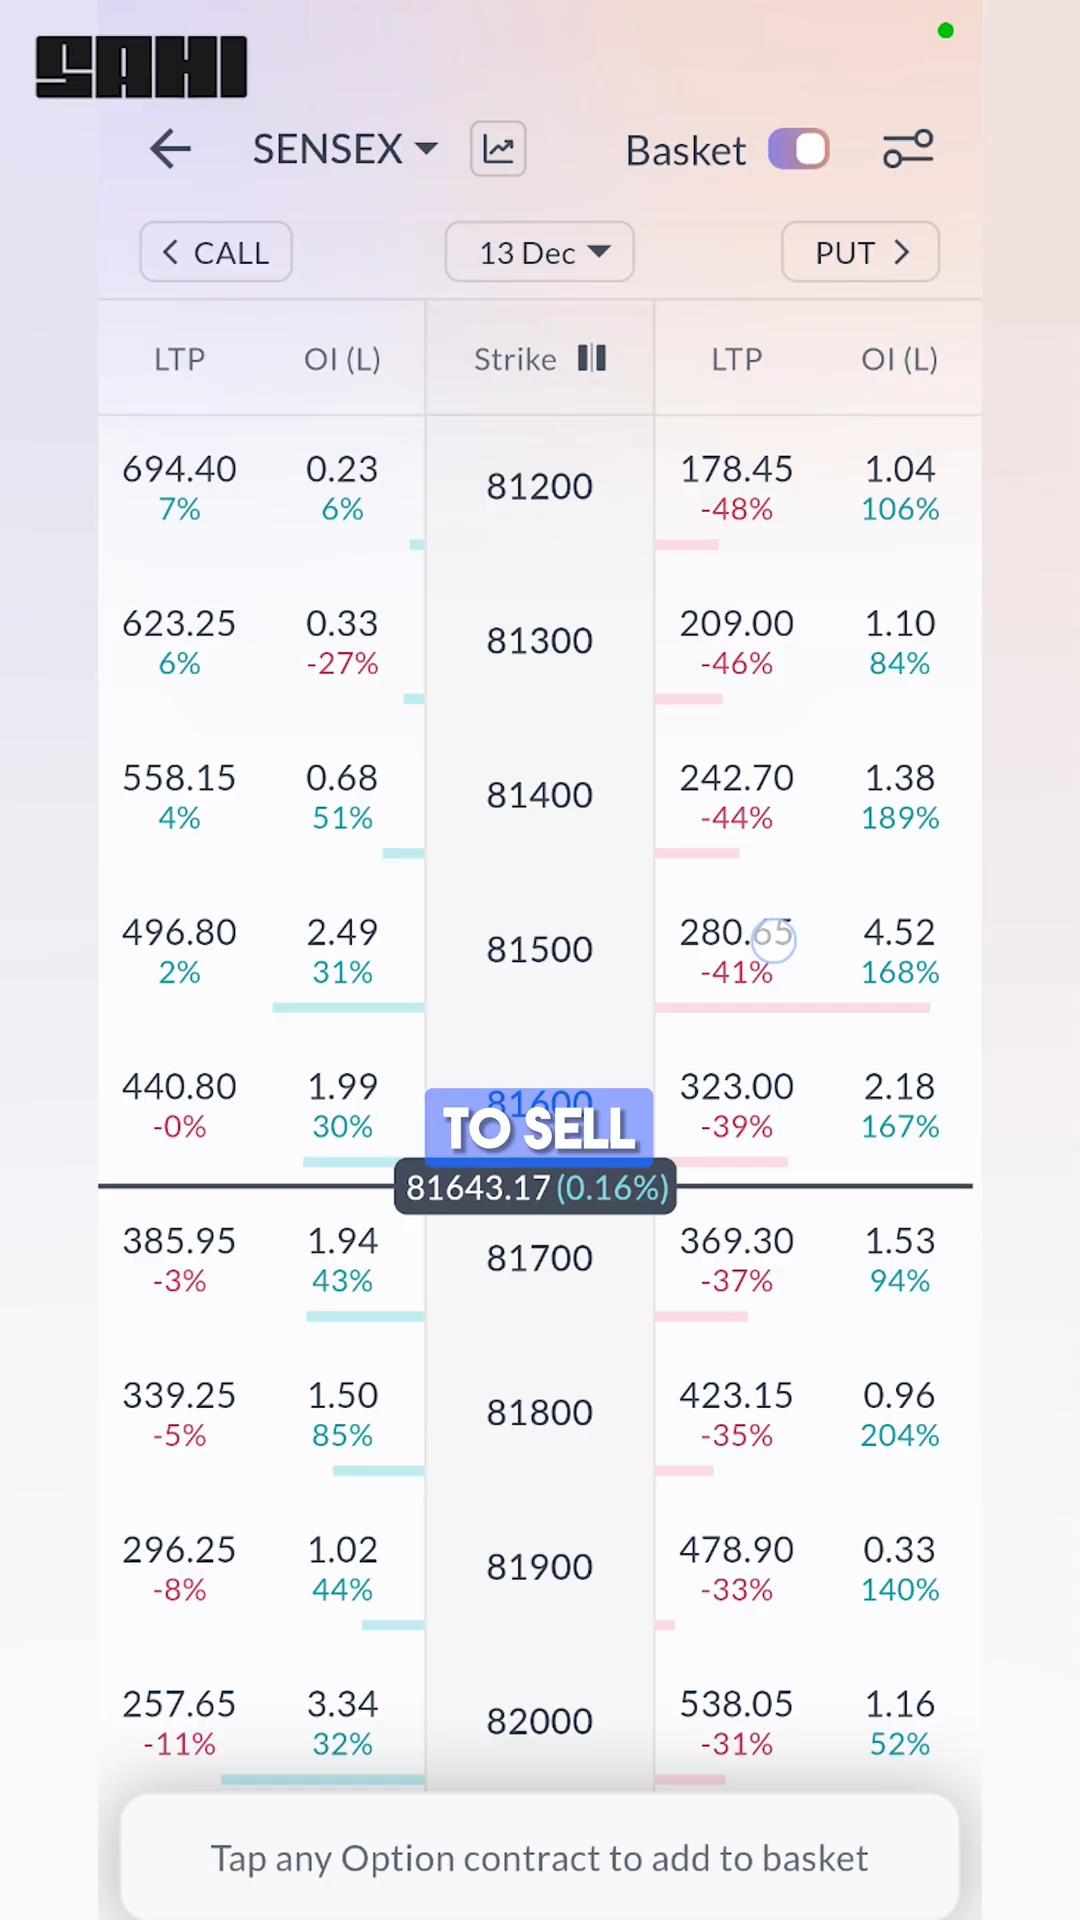 SAHI
SENSEX Basket
CALL 13 Dec PUT
LTP OI (L) Strike LTP OI (L)
694.40 0.23 81200 178.45 1.04
7% 6% -48% 106%
623.25 0.33 81300 209.00 1.10
6% -27% -46% 84%
558.15 0.68 81400 242.70 1.38
4% 51% -44% 189%
496.80 2.49 81500 280.65 4.52
2% 31% -41% 168%
440.80 1.99 81600 323.00 2.18
-0% 30% TO SELL -39% 167%
81643.17 (0.16%)
385.95 1.94 81700 369.30 1.53
-3% 43% -37% 94%
339.25 1.50 81800 423.15 0.96
-5% 85% -35% 204%
296.25 1.02 81900 478.90 0.33
-8% 44% -33% 140%
257.65 3.34 82000 538.05 1.16
-11% 32% -31% 52%
Tap any Option contract to add to basket